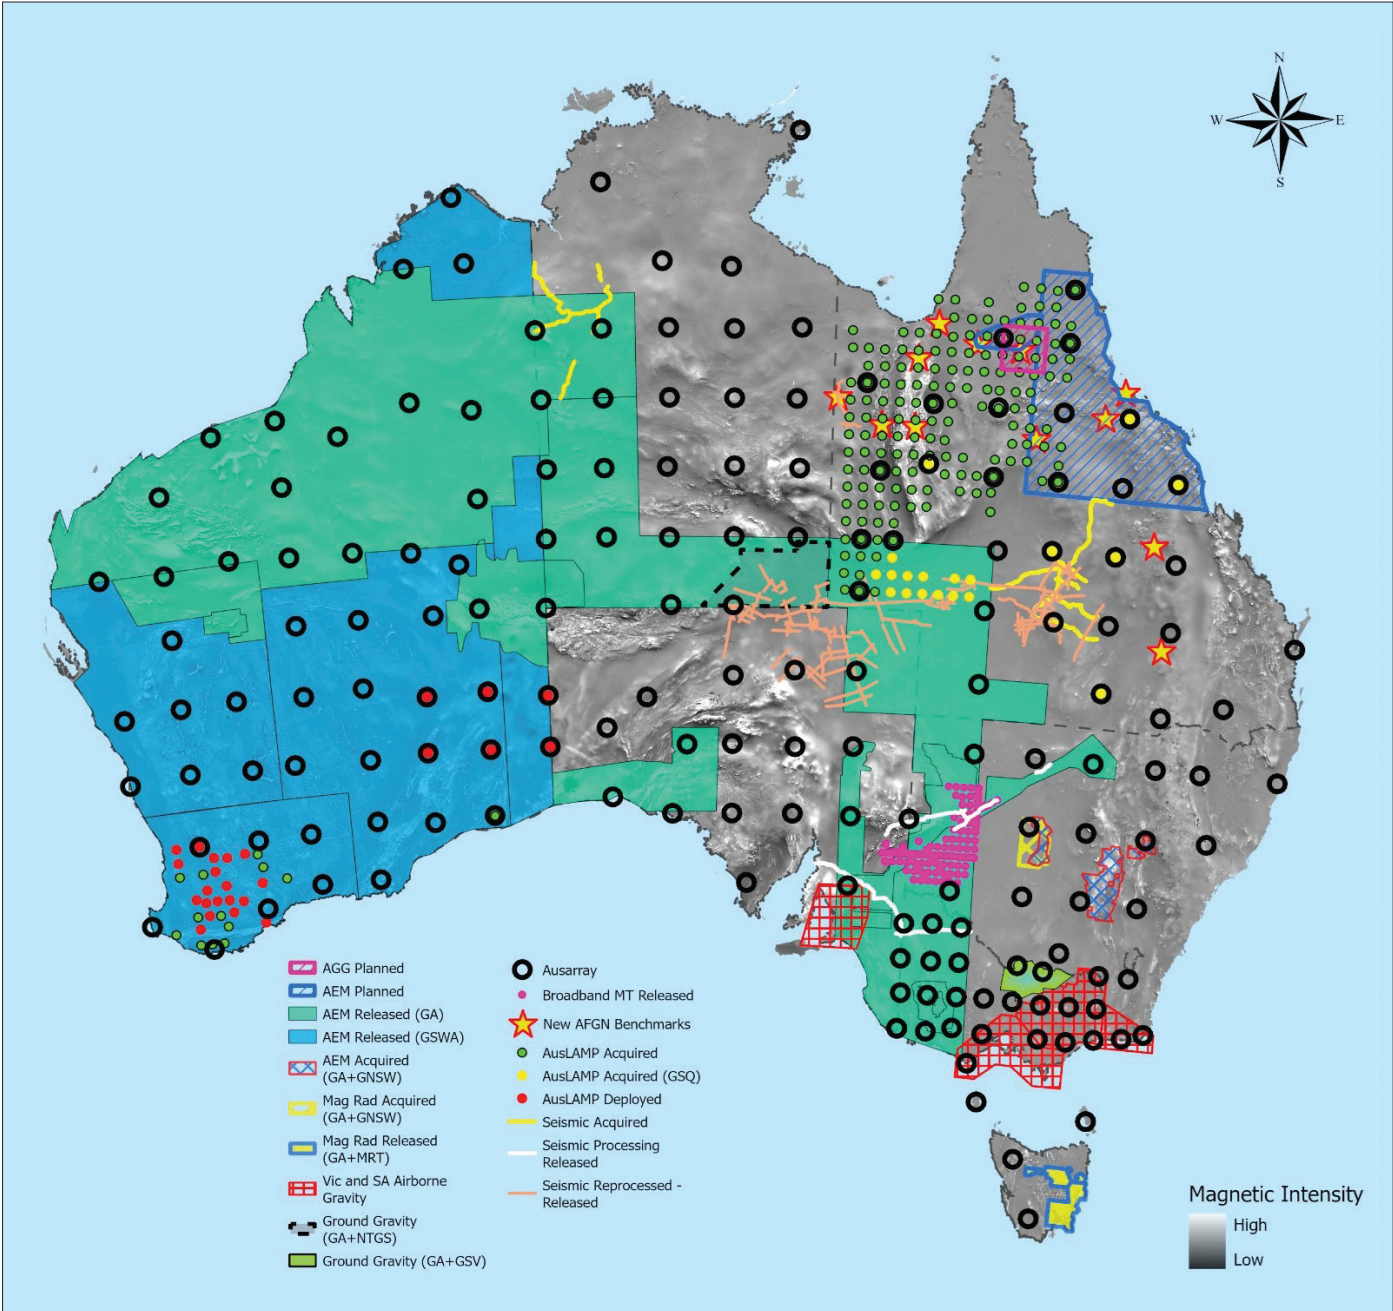 N
W
E
S
AGG Planned
AEM Planned
AEM Released (GA)
AEM Released (GSWA)
AEM Acquired
(GA+GNSW)
Mag Rad Acquired
(GA+GNSW)
Mag Rad Released
(GA+MRT)
Vic and SA Airborne
Gravity
Ground Gravity
(GA+NTGS)
Ground Gravity (GA+GSV)
Ausarray
Broadband MT Released
New AFGN Benchmarks
AusLAMP Acquired
AusLAMP Acquired (GSQ)
AusLAMP Deployed
Seismic Acquired
Seismic Processing
Released
Seismic Reprocessed -
Released
Magnetic Intensity
High
Low